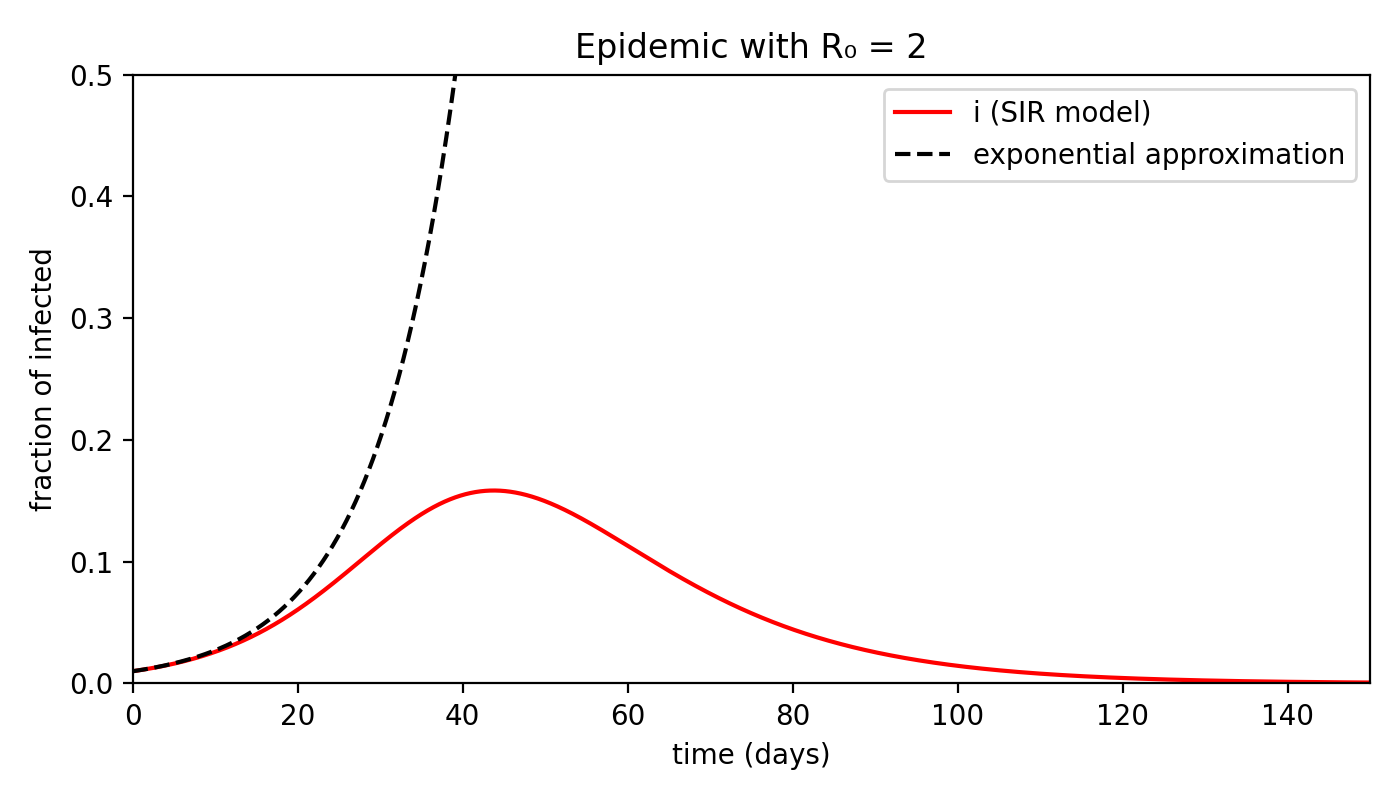 Epidemic with R₀ = 2
0.5
0.4
0.3
0.2
0.1
0.0
fraction of infected
i (SIR model)
exponential approximation
0 20 40 60 80 100 120 140
time (days)